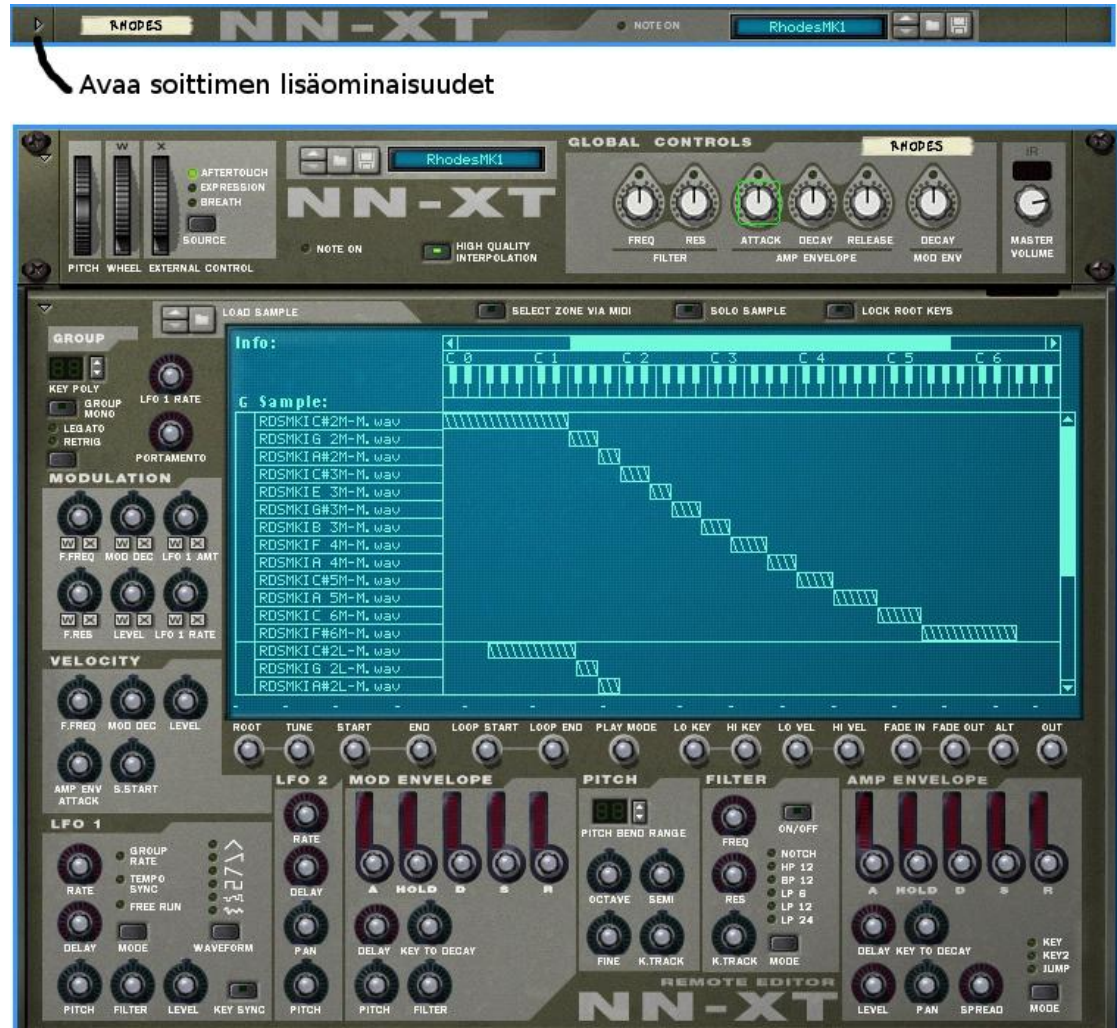 RHODES NN-XT NOTE ON RhodesMK1
Avaa soittimen lisäominaisuudet
W X
AFTERTOUCH
EXPRESSION
BREATH
SOURCE
PITCH WHEEL EXTERNAL CONTROL
RhodesMK1
NN-XT
NOTE ON
HIGH QUALITY
INTERPOLATION
GLOBAL CONTROLS
RHODES
FREQ RES ATTACK DECAY RELEASE DECAY
FILTER AMP ENVELOPE MOD ENV
MASTER
VOLUME
LOAD SAMPLE SELECT ZONE VIA MIDI SOLO SAMPLE LOCK ROOT KEYS
GROUP
KEY POLY
GROUP
MONO
LEGATO
RETRIG
LFO 1 RATE
PORTAMENTO
MODULATION
W X W X W X
F.FREQ MOD DEC LFO 1 AMT
W X W X W X
F.RES LEVEL LFO 1 RATE
VELOCITY
F.FREQ MOD DEC LEVEL
AMP ENV
ATTACK
S.START
Info:
C 0 C 1 C 2 C 3 C 4 C 5 C 6
G Sample:
RDSMKIC#2M-M.wav
RDSMKIG 2M-M.wav
RDSMKIA#2M-M.wav
RDSMKIC#3M-M.wav
RDSMKIE 3M-M.wav
RDSMKIG#3M-M.wav
RDSMKIB 3M-M.wav
RDSMKIF 4M-M.wav
RDSMKIA 4M-M.wav
RDSMKIC#5M-M.wav
RDSMKIA 5M-M.wav
RDSMKIC 6M-M.wav
RDSMKIF#6M-M.wav
RDSMKIC#2L-M.wav
RDSMKIG 2L-M.wav
RDSMKIA#2L-M.wav
ROOT TUNE START END LOOP START LOOP END PLAY MODE LO KEY HI KEY LO VEL HI VEL FADE IN FADE OUT ALT OUT
LFO 1
RATE
GROUP
RATE
TEMPO
SYNC
FREE RUN
DELAY MODE WAVEFORM
PITCH FILTER LEVEL KEY SYNC
LFO 2
RATE
DELAY
PAN
PITCH
MOD ENVELOPE
A HOLD D S R
DELAY KEY TO DECAY
PITCH FILTER
PITCH
PITCH BEND RANGE
OCTAVE SEMI
FINE K.TRACK
FILTER
FREQ
ON/OFF
RES
NOTCH
HP 12
BP 12
LP 6
LP 12
LP 24
K.TRACK MODE
AMP ENVELOPE
A HOLD D S R
DELAY KEY TO DECAY
KEY
KEY2
JUMP
LEVEL PAN SPREAD MODE
REMOTE EDITOR
NN-XT